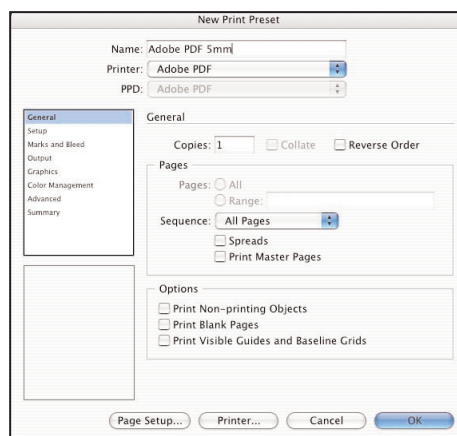 New Print Preset
Name: Adobe PDF 5mm
Printer: Adobe PDF
PPD: Adobe PDF
General
Setup
Marks and Bleed
Output
Graphics
Color Management
Advanced
Summary
General
Copies: 1 Collate Reverse Order
Pages
Pages: All
Range:
Sequence: All Pages
Spreads
Print Master Pages
Options
Print Non-printing Objects
Print Blank Pages
Print Visible Guides and Baseline Grids
Page Setup... Printer... Cancel OK